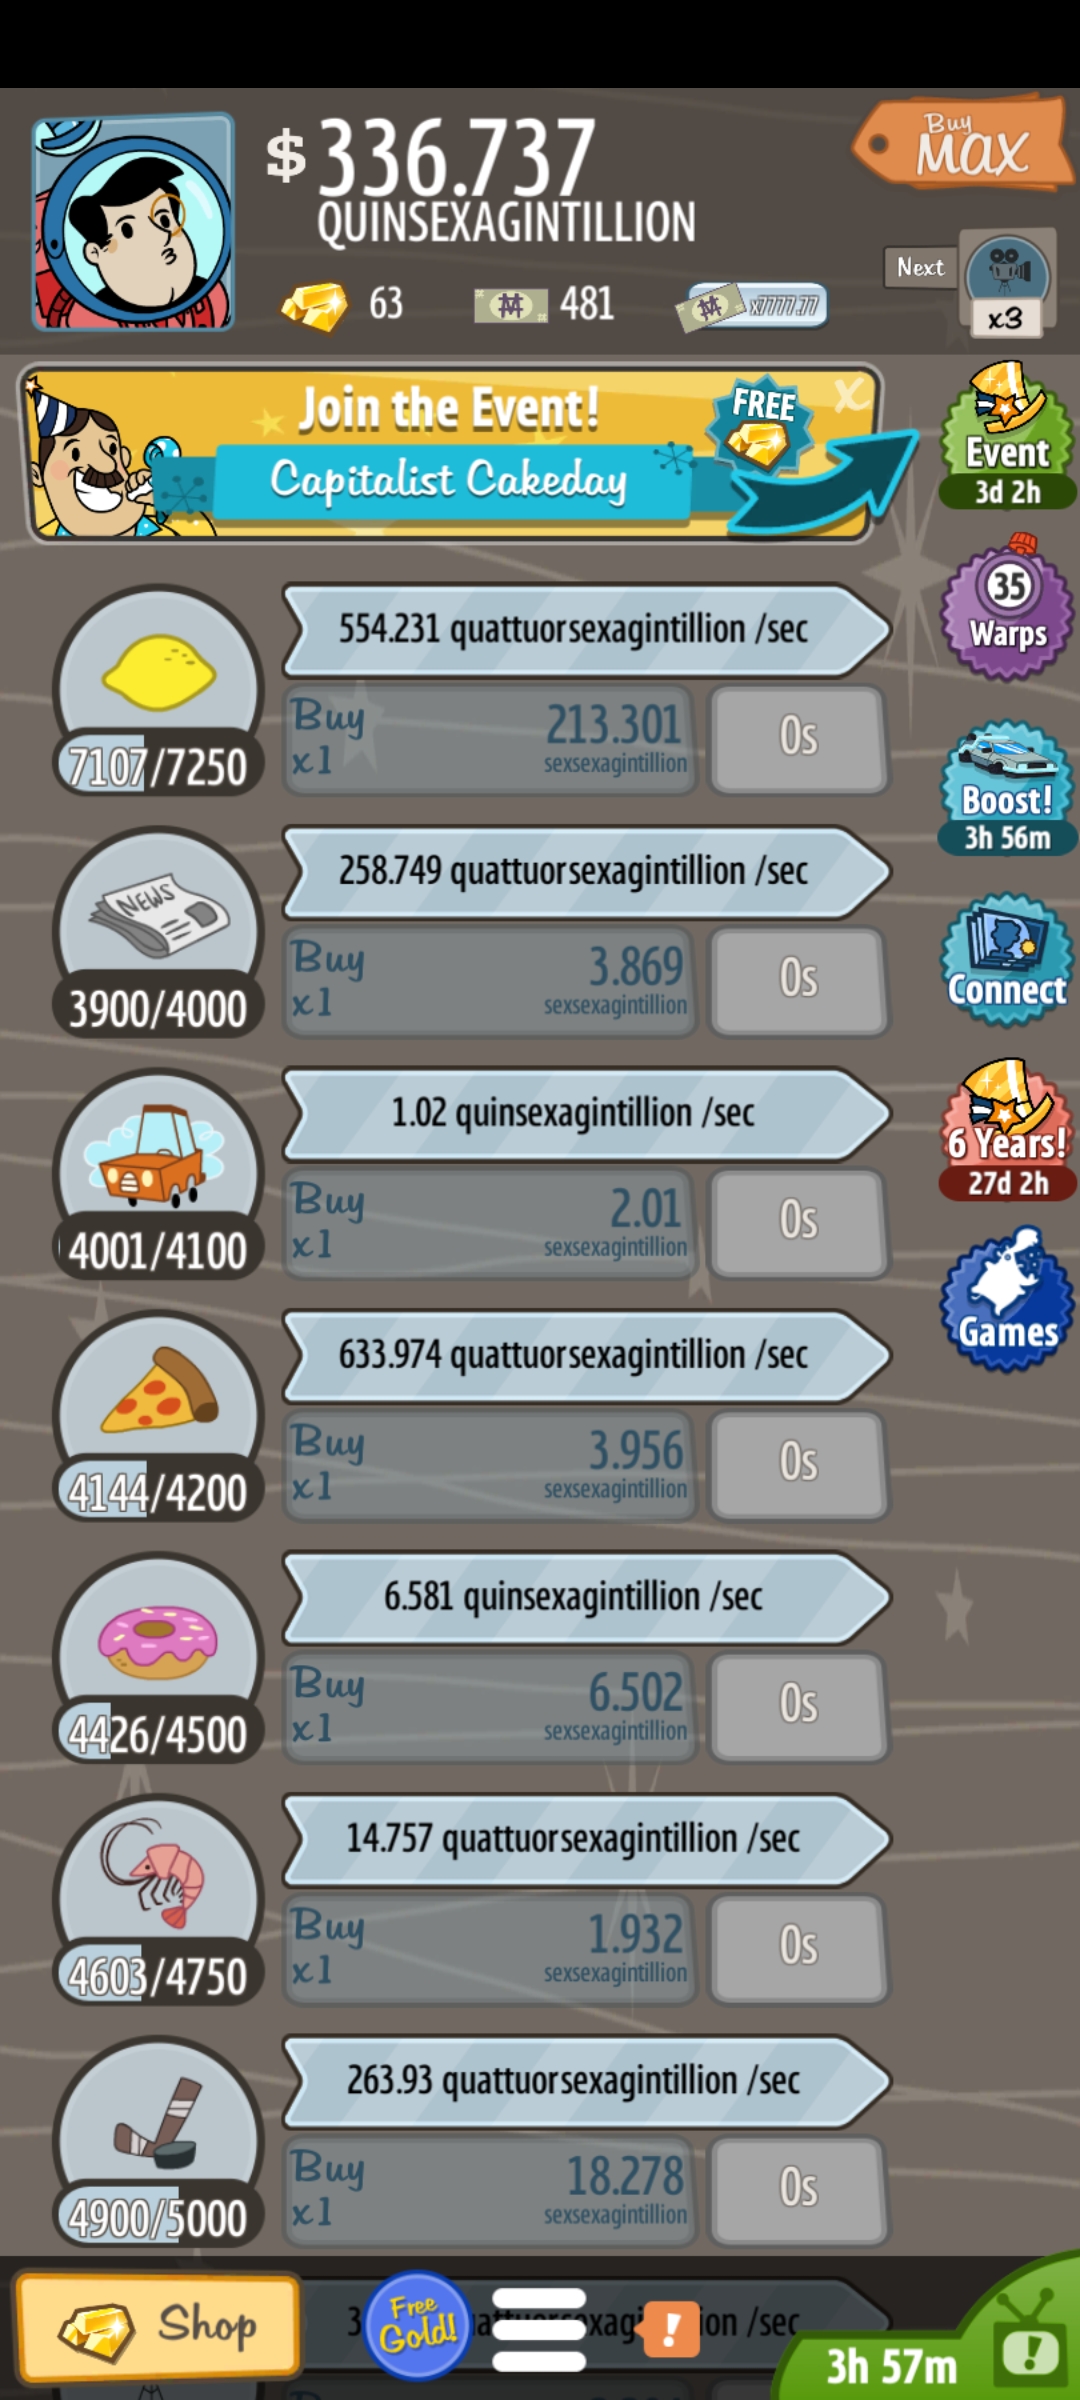 $ 336.737
QUINSEXAGINTILLION
Buy
MAX
63
481
x7777.77
Next
x3
Join the Event!
Capitalist Cakeday
FREE
x
Event
3d 2h
554.231 quattuorsexagintillion /sec
35
Warps
Buy
x1
213.301
sexsexagintillion
0s
7107/7250
Boost!
3h 56m
258.749 quattuorsexagintillion /sec
NEWS
Buy
x1
3.869
sexsexagintillion
0s
3900/4000
Connect
1.02 quinsexagintillion /sec
6 Years!
27d 2h
Buy
x1
2.01
sexsexagintillion
0s
4001/4100
Games
633.974 quattuorsexagintillion /sec
Buy
x1
3.956
sexsexagintillion
0s
4144/4200
6.581 quinsexagintillion /sec
Buy
x1
6.502
sexsexagintillion
0s
4426/4500
14.757 quattuorsexagintillion /sec
Buy
x1
1.932
sexsexagintillion
0s
4603/4750
263.93 quattuorsexagintillion /sec
Buy
x1
18.278
sexsexagintillion
0s
4900/5000
Shop
Free
Gold!
!
/sec
3h 57m
!